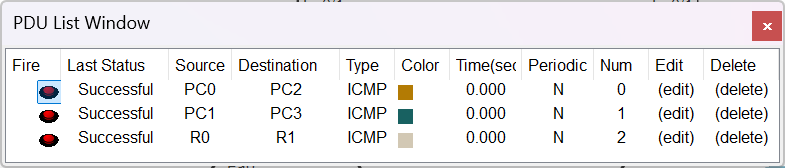 PDU List Window
Fire Last Status Source Destination Type Color Time(sec Periodic Num Edit Delete
Successful PC0 PC2 ICMP 0.000 N 0 (edit) (delete)
Successful PC1 PC3 ICMP 0.000 N 1 (edit) (delete)
Successful R0 R1 ICMP 0.000 N 2 (edit) (delete)